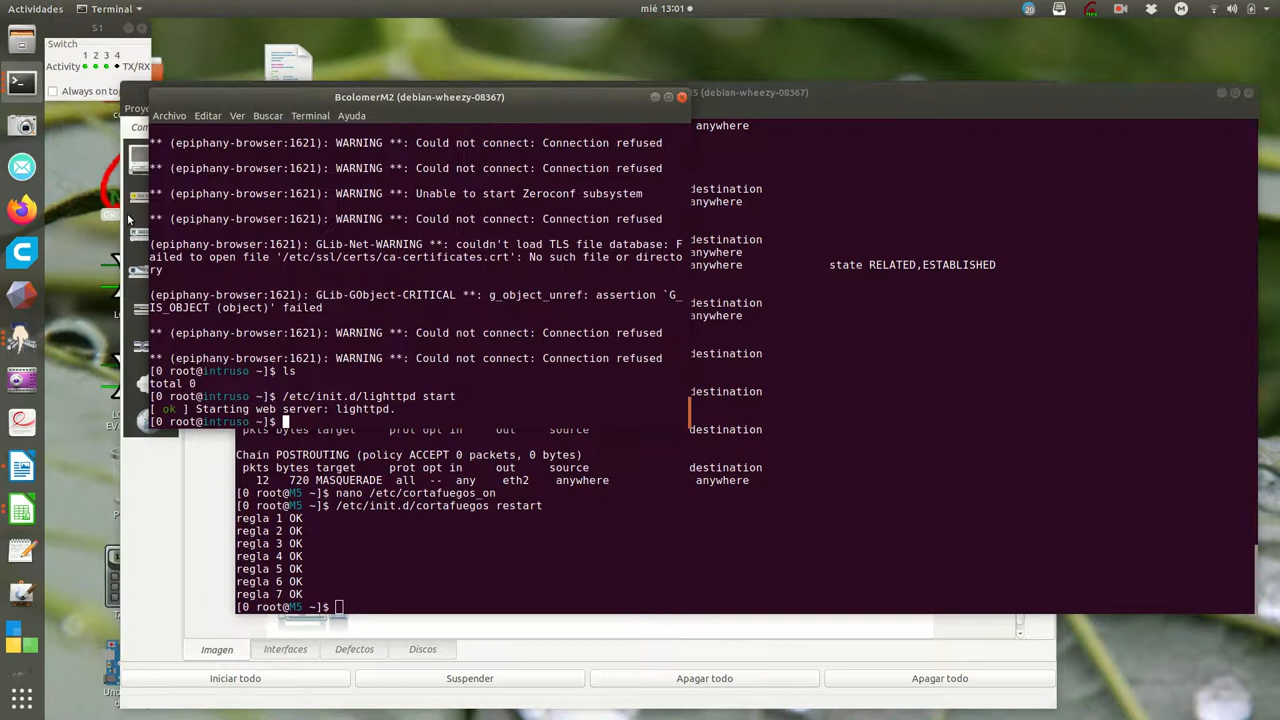 Actividades
Terminal
mié 13:01
20
S1
Switch
1 2 3 4
Activity
TX/RX
Always on top
Proye
BcolomerM2 (debian-wheezy-08367)
5 (debian-wheezy-08367)
Archivo Editar Ver Buscar Terminal Ayuda
** (epiphany-browser:1621): WARNING **: Could not connect: Connection refused
** (epiphany-browser:1621): WARNING **: Could not connect: Connection refused
** (epiphany-browser:1621): WARNING **: Unable to start Zeroconf subsystem
** (epiphany-browser:1621): WARNING **: Could not connect: Connection refused
(epiphany-browser:1621): GLib-Net-WARNING **: couldn't load TLS file database: F
ailed to open file '/etc/ssl/certs/ca-certificates.crt': No such file or directo
ry
(epiphany-browser:1621): GLib-GObject-CRITICAL **: g_object_unref: assertion `G_
IS_OBJECT (object)' failed
** (epiphany-browser:1621): WARNING **: Could not connect: Connection refused
** (epiphany-browser:1621): WARNING **: Could not connect: Connection refused
[0 root@intruso ~]$ ls
total 0
[0 root@intruso ~]$ /etc/init.d/lighttpd start
[ ok ] Starting web server: lighttpd.
[0 root@intruso ~]$
anywhere
destination
anywhere
destination
anywhere
anywhere state RELATED,ESTABLISHED
destination
anywhere
destination
destination
pkts bytes target prot opt in out source destination
Chain POSTROUTING (policy ACCEPT 0 packets, 0 bytes)
pkts bytes target prot opt in out source destination
12 720 MASQUERADE all -- any eth2 anywhere anywhere
[0 root@M5 ~]$ nano /etc/cortafuegos_on
[0 root@M5 ~]$ /etc/init.d/cortafuegos restart
regla 1 OK
regla 2 OK
regla 3 OK
regla 4 OK
regla 5 OK
regla 6 OK
regla 7 OK
[0 root@M5 ~]$
Imagen Interfaces Defectos Discos
Iniciar todo Suspender Apagar todo Apagar todo